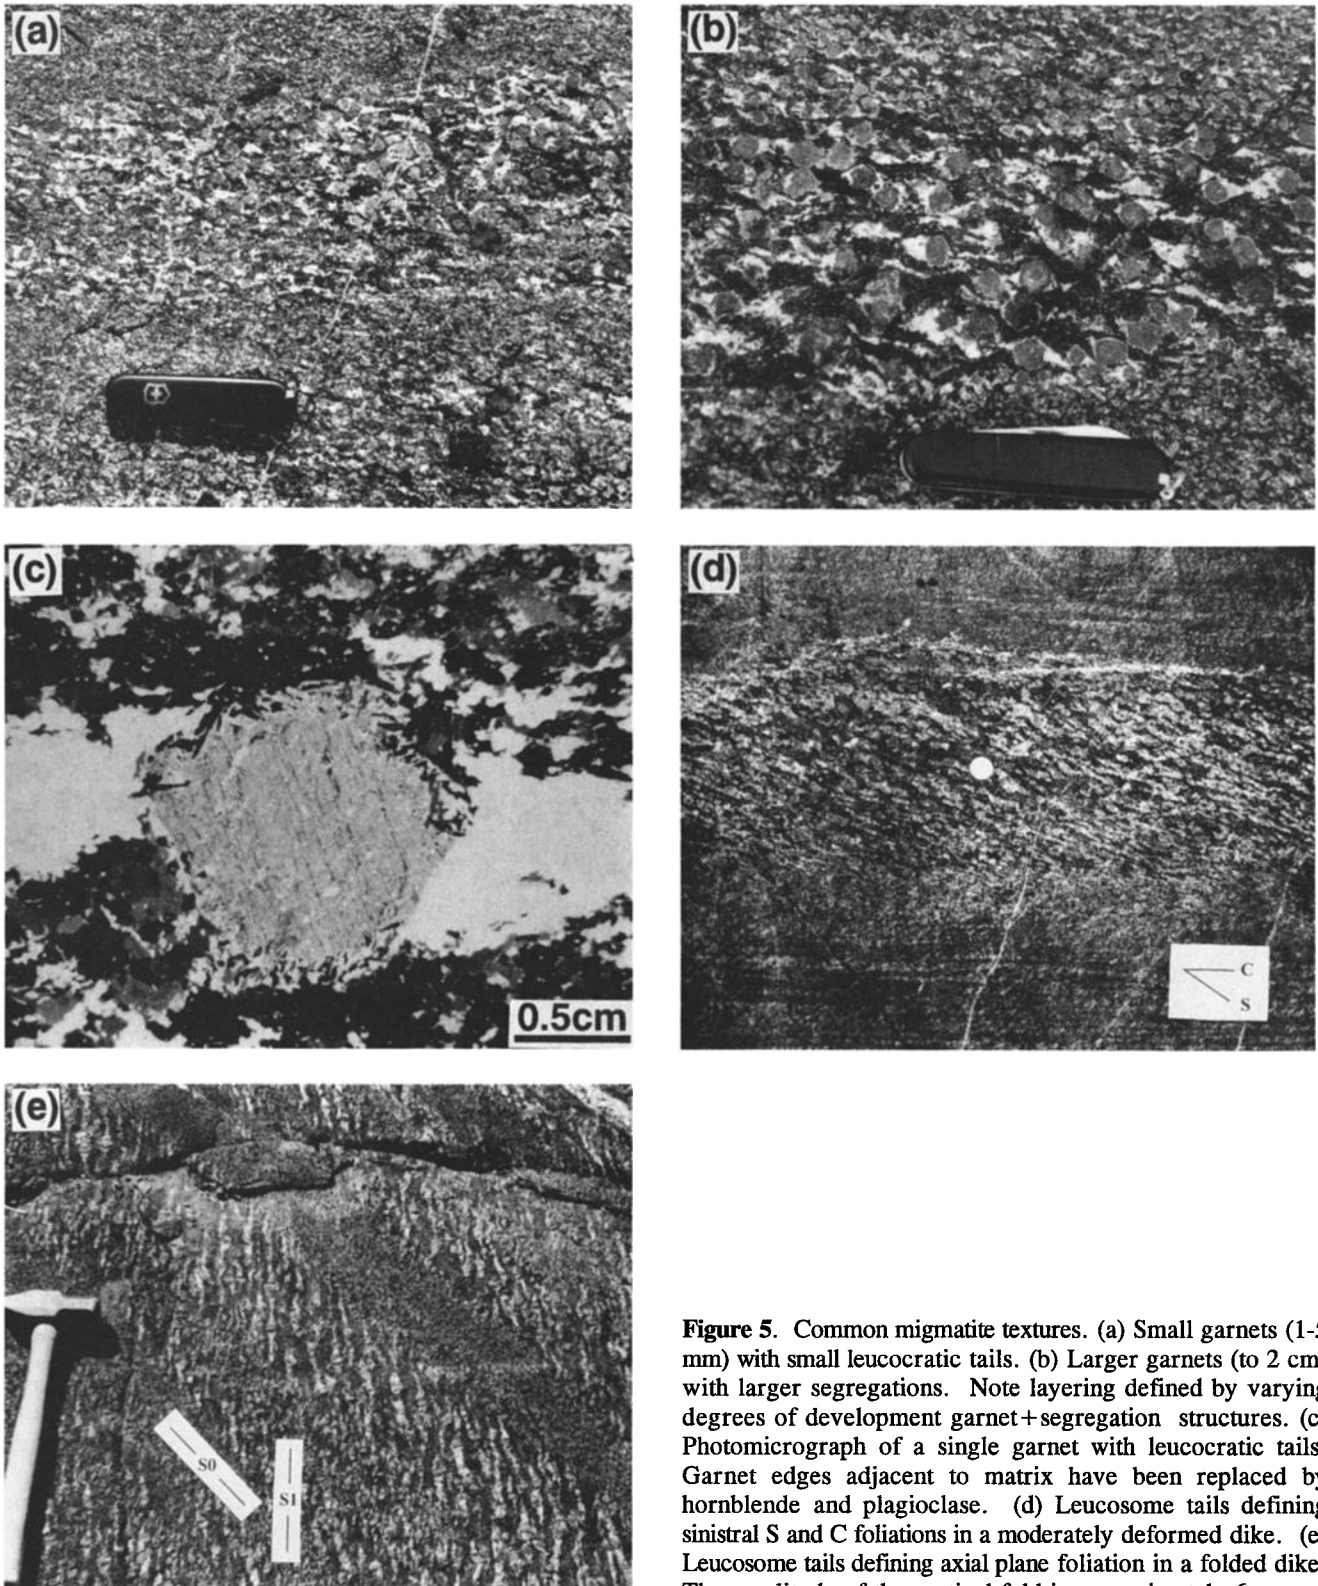 (a)
(b)
(c)
0.5cm
(d)
C
S
(e)
S0
S1
Figure 5. Common migmatite textures. (a) Small garnets (1-
mm) with small leucocratic tails. (b) Larger garnets (to 2 cm
with larger segregations. Note layering defined by varying
degrees of development garnet+segregation structures. (c
Photomicrograph of a single garnet with leucocratic tails
Garnet edges adjacent to matrix have been replaced by
hornblende and plagioclase. (d) Leucosome tails defining
sinistral S and C foliations in a moderately deformed dike. (e
Leucosome tails defining axial plane foliation in a folded dike